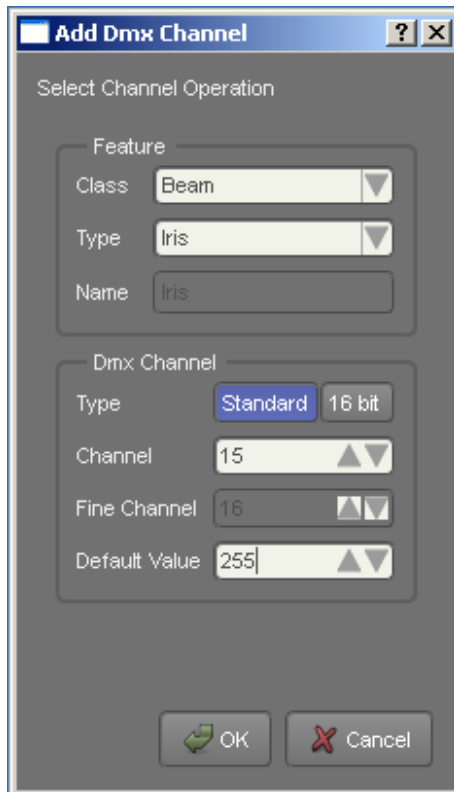 Add Dmx Channel
Select Channel Operation
Feature
Class Beam
Type Iris
Name Iris
Dmx Channel
Type Standard 16 bit
Channel 15
Fine Channel 16
Default Value 255
OK Cancel